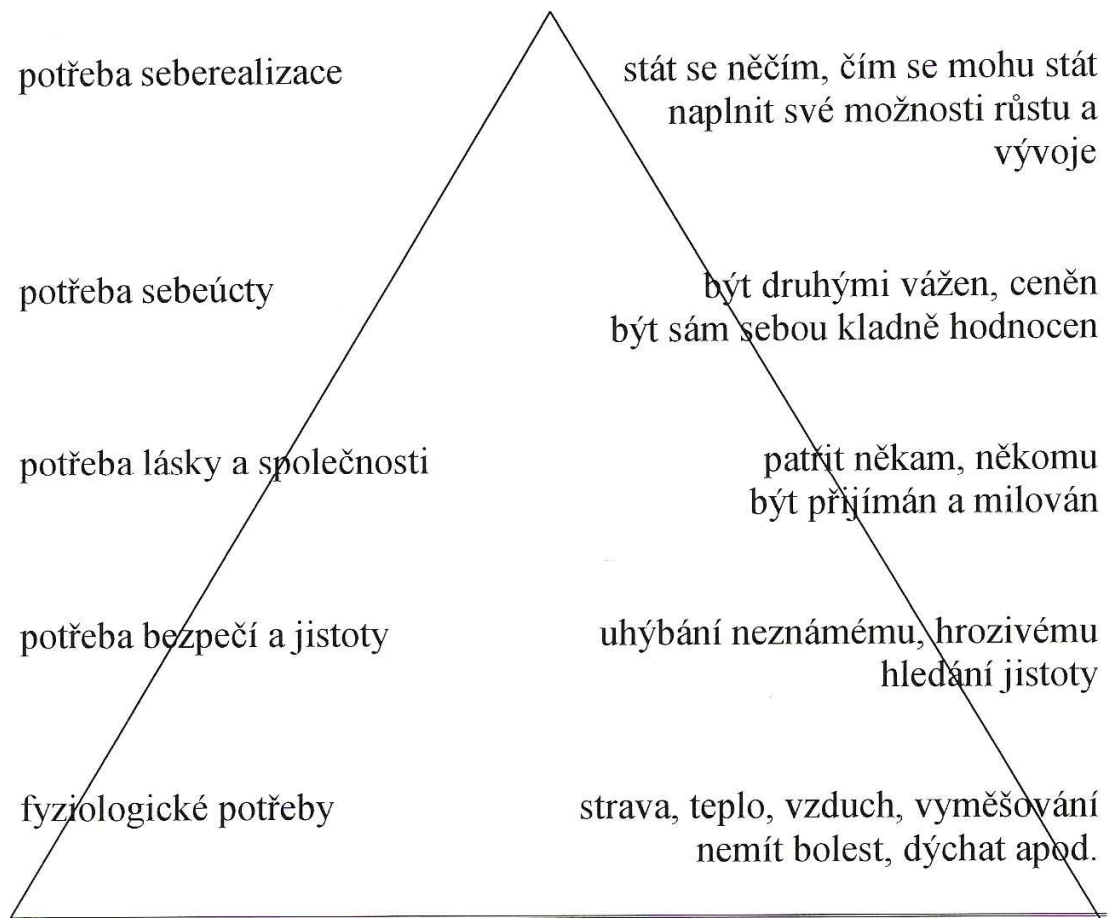 potřeba seberealizace
stát se něčím, čím se mohu stát
naplnit své možnosti růstu a
vývoje
potřeba sebeúcty
být druhými vážen, ceněn
být sám sebou kladně hodnocen
potřeba lásky a společnosti
patřit někam, někomu
být přijímán a milován
potřeba bezpečí a jistoty
uhýbání neznámému, hrozivému
hledání jistoty
fyziologické potřeby
strava, teplo, vzduch, vyměšování
nemít bolest, dýchat apod.